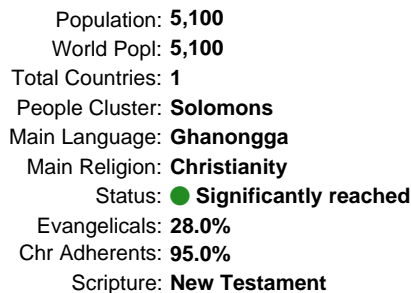 Population: 5,100
World Popl: 5,100
Total Countries: 1
People Cluster: Solomons
Main Language: Ghanongga
Main Religion: Christianity
Status: Significantly reached
Evangelicals: 28.0%
Chr Adherents: 95.0%
Scripture: New Testament